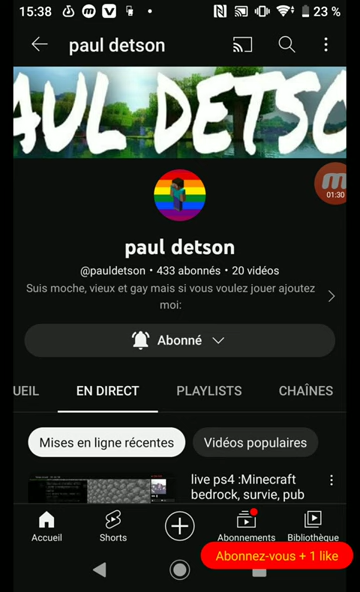 15:38
23 %
paul detson
PAUL DETSO
01:30
paul detson
@pauldetson • 433 abonnés • 20 vidéos
Suis moche, vieux et gay mais si vous voulez jouer ajoutez
moi:
Abonné
UEIL EN DIRECT PLAYLISTS CHAÎNES
Mises en ligne récentes Vidéos populaires
live ps4 :Minecraft
bedrock, survie, pub
Accueil Shorts Abonnements Bibliothèque
Abonnez-vous + 1 like